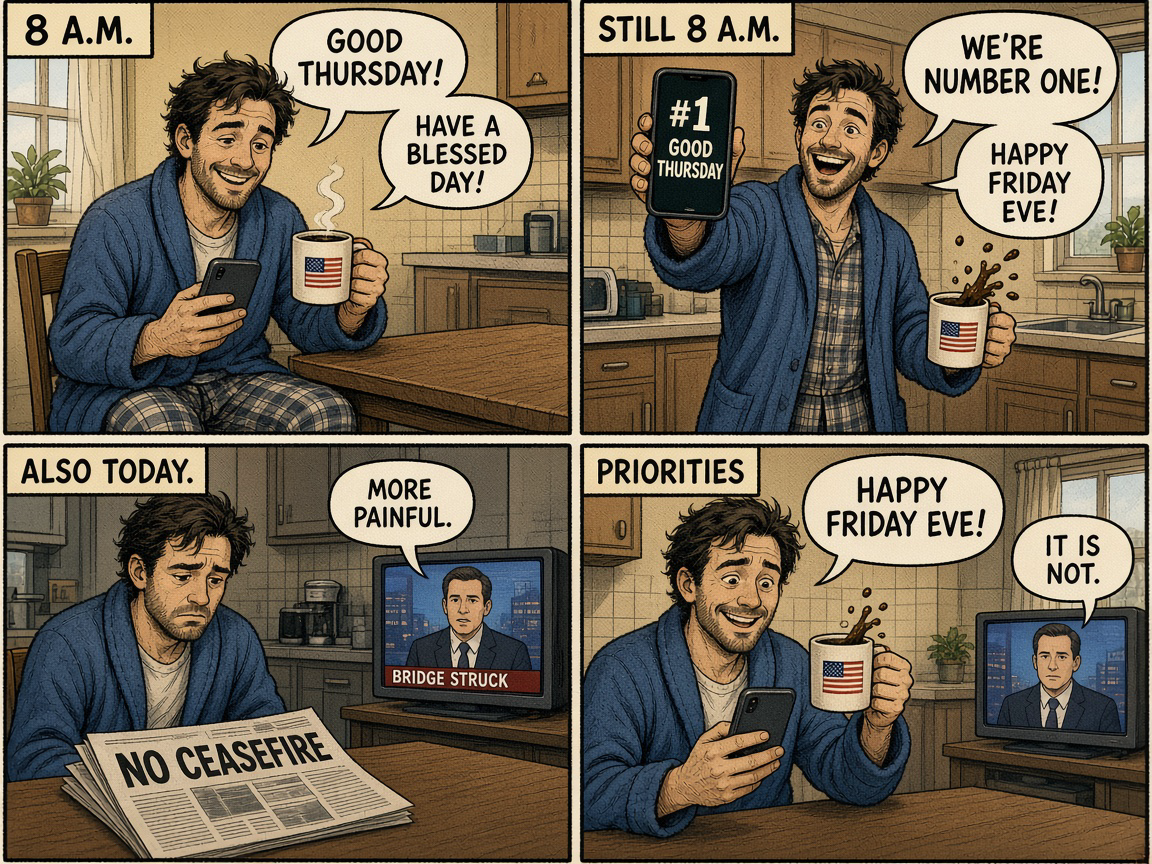 8 A.M.
GOOD
THURSDAY!
HAVE A
BLESSED
DAY!
STILL 8 A.M.
WE'RE
NUMBER ONE!
#1
GOOD
THURSDAY
HAPPY
FRIDAY
EVE!
ALSO TODAY.
MORE
PAINFUL.
BRIDGE STRUCK
NO CEASEFIRE
PRIORITIES
HAPPY
FRIDAY EVE!
IT IS
NOT.